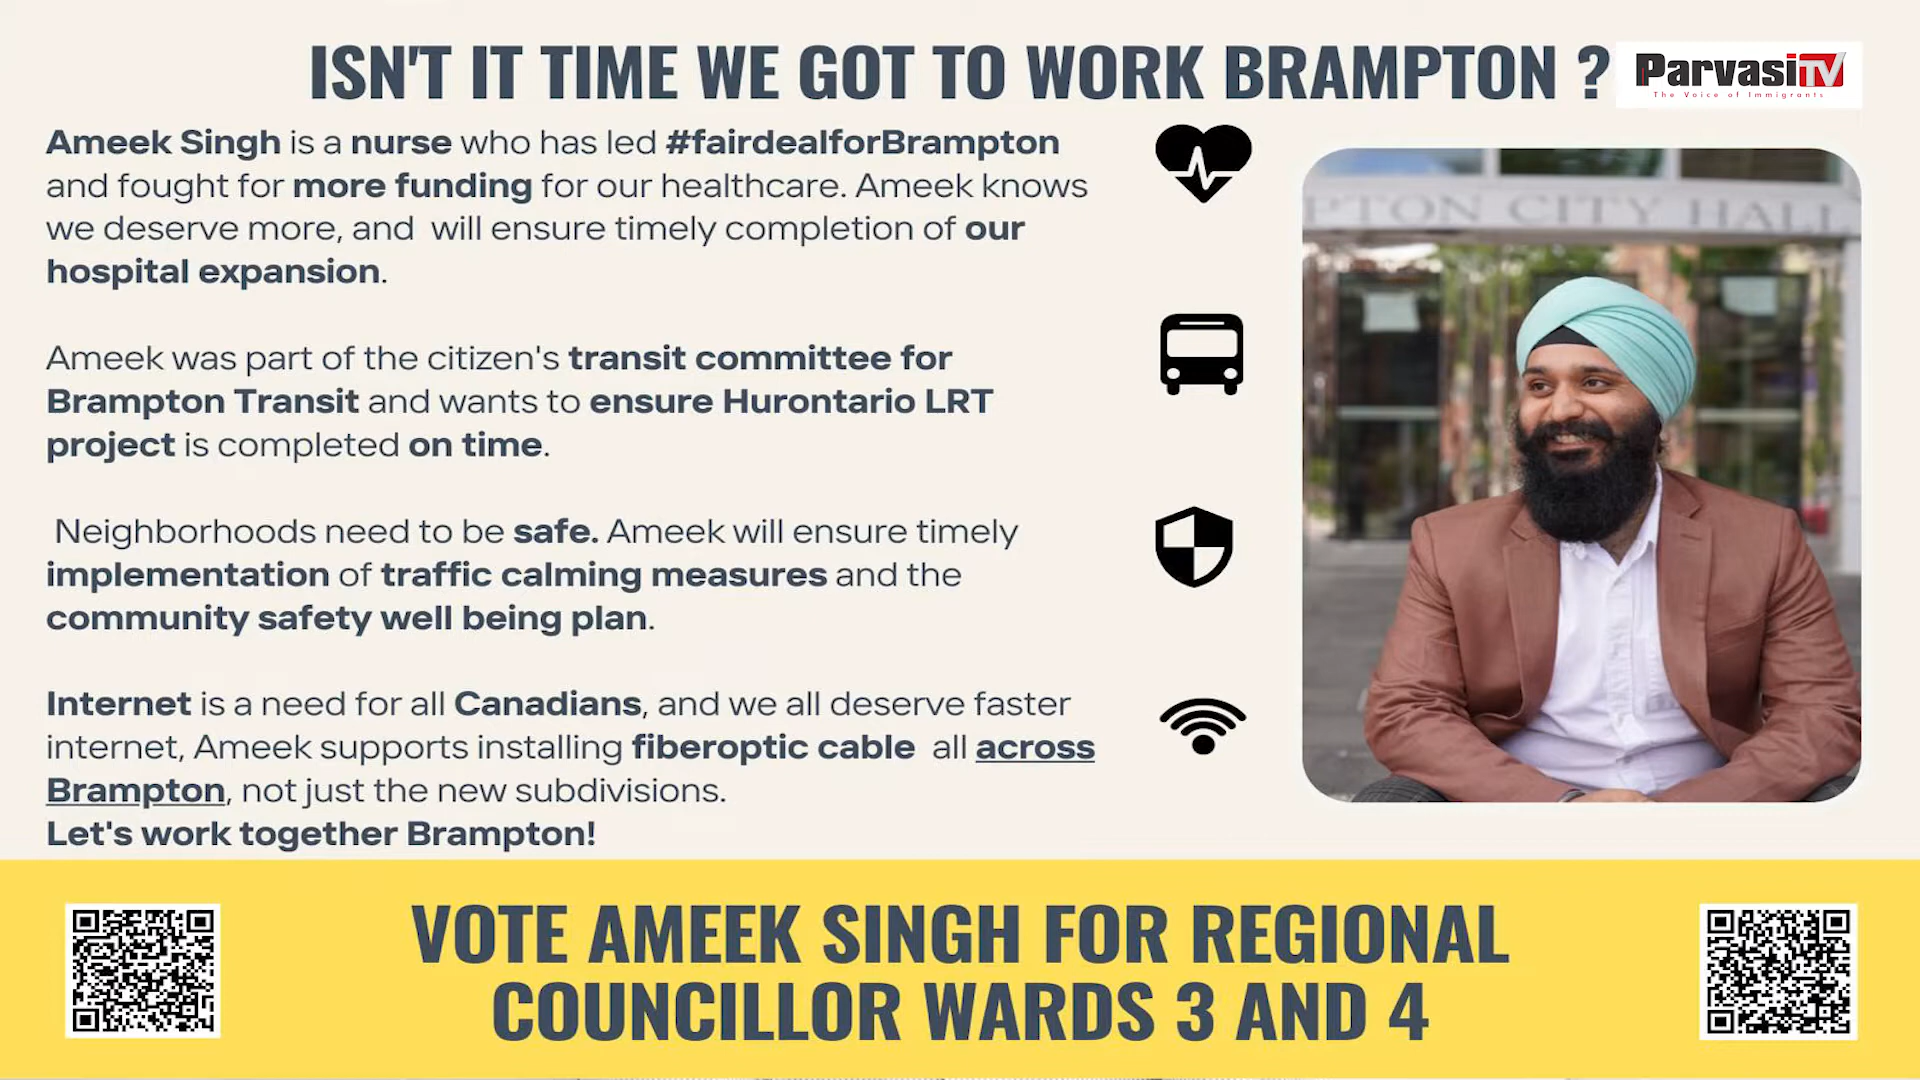 ISN'T IT TIME WE GOT TO WORK BRAMPTON ?
ParvasiTV
The Voice of Immigrants
Ameek Singh is a nurse who has led #fairdealforBrampton
and fought for more funding for our healthcare. Ameek knows
we deserve more, and will ensure timely completion of our
hospital expansion.
Ameek was part of the citizen's transit committee for
Brampton Transit and wants to ensure Hurontario LRT
project is completed on time.
Neighborhoods need to be safe. Ameek will ensure timely
implementation of traffic calming measures and the
community safety well being plan.
Internet is a need for all Canadians, and we all deserve faster
internet, Ameek supports installing fiberoptic cable all across
Brampton, not just the new subdivisions.
Let's work together Brampton!
PTON CITY HALL
VOTE AMEEK SINGH FOR REGIONAL
COUNCILLOR WARDS 3 AND 4